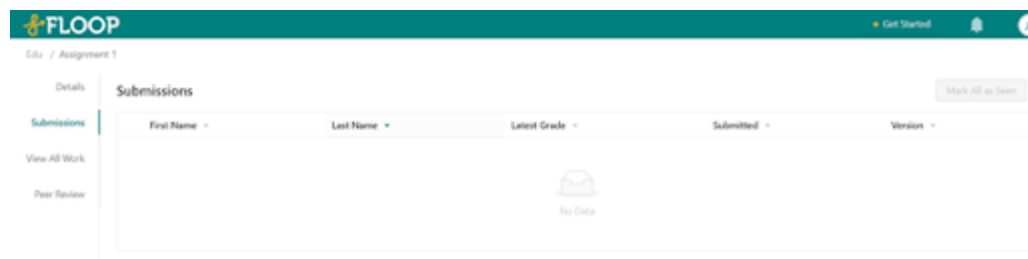 FLOOP
Get Started
Edu / Assignment 1
Details
Submissions
View All Work
Peer Review
Submissions
Mark All as Seen
First Name Last Name Latest Grade Submitted Version
No Data